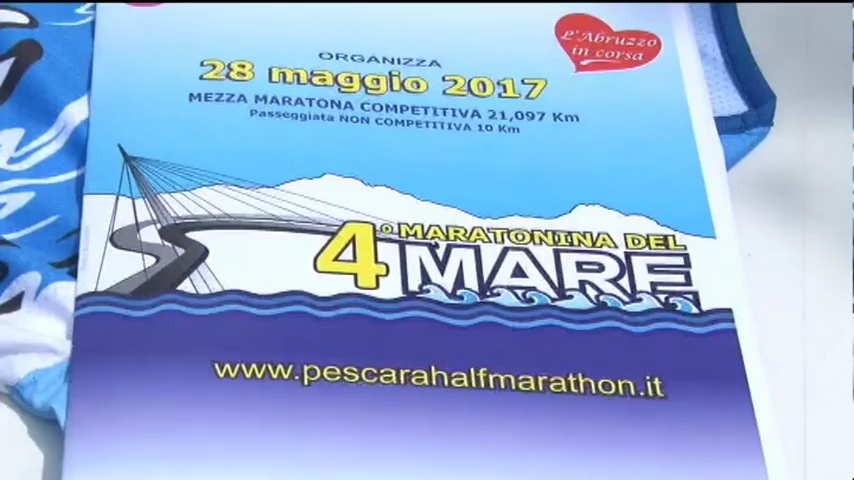 L'Abruzzo
in corsa
ORGANIZZA
28 maggio 2017
MEZZA MARATONA COMPETITIVA 21,097 Km
Passeggiata NON COMPETITIVA 10 Km
4° MARATONINA DEL
MARE
www.pescarahalfmarathon.it